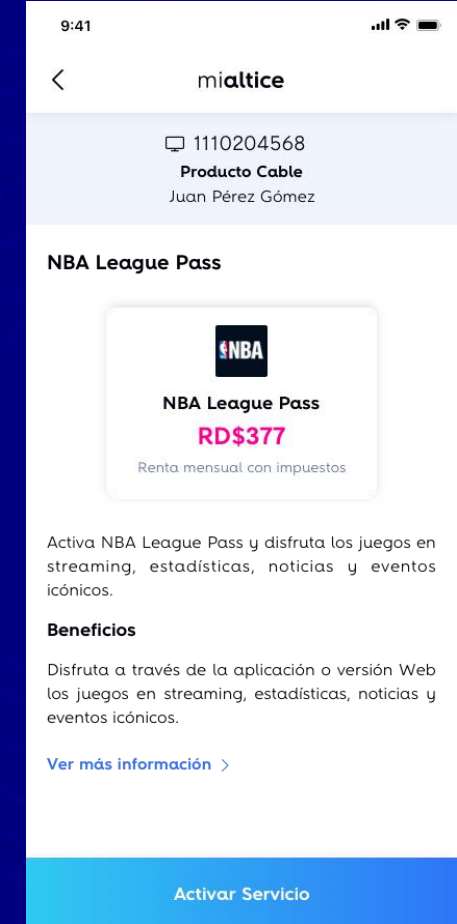 9:41
mialtice
1110204568
Producto Cable
Juan Pérez Gómez
NBA League Pass
NBA
NBA League Pass
RD$377
Renta mensual con impuestos
Activa NBA League Pass y disfruta los juegos en
streaming, estadísticas, noticias y eventos
icónicos.
Beneficios
Disfruta a través de la aplicación o versión Web
los juegos en streaming, estadísticas, noticias y
eventos icónicos.
Ver más información
Activar Servicio